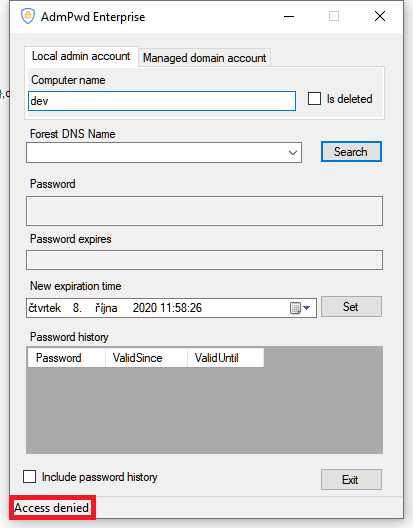 AdmPwd Enterprise
Local admin account
Managed domain account
Computer name
dev
Is deleted
Forest DNS Name
Search
Password
Password expires
New expiration time
čtvrtek 8. října 2020 11:58:26
Set
Password history
Password ValidSince ValidUntil
Include password history
Exit
Access denied